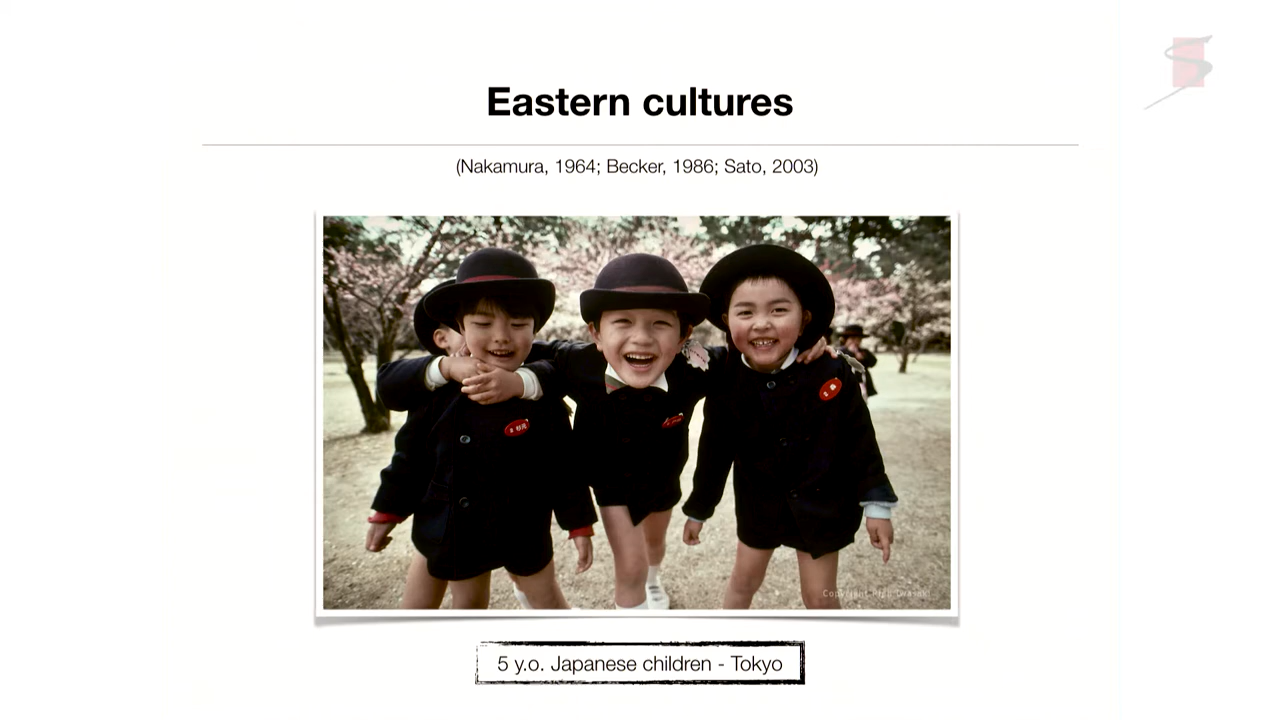 Eastern cultures
(Nakamura, 1964; Becker, 1986; Sato, 2003)
5 y.o. Japanese children - Tokyo